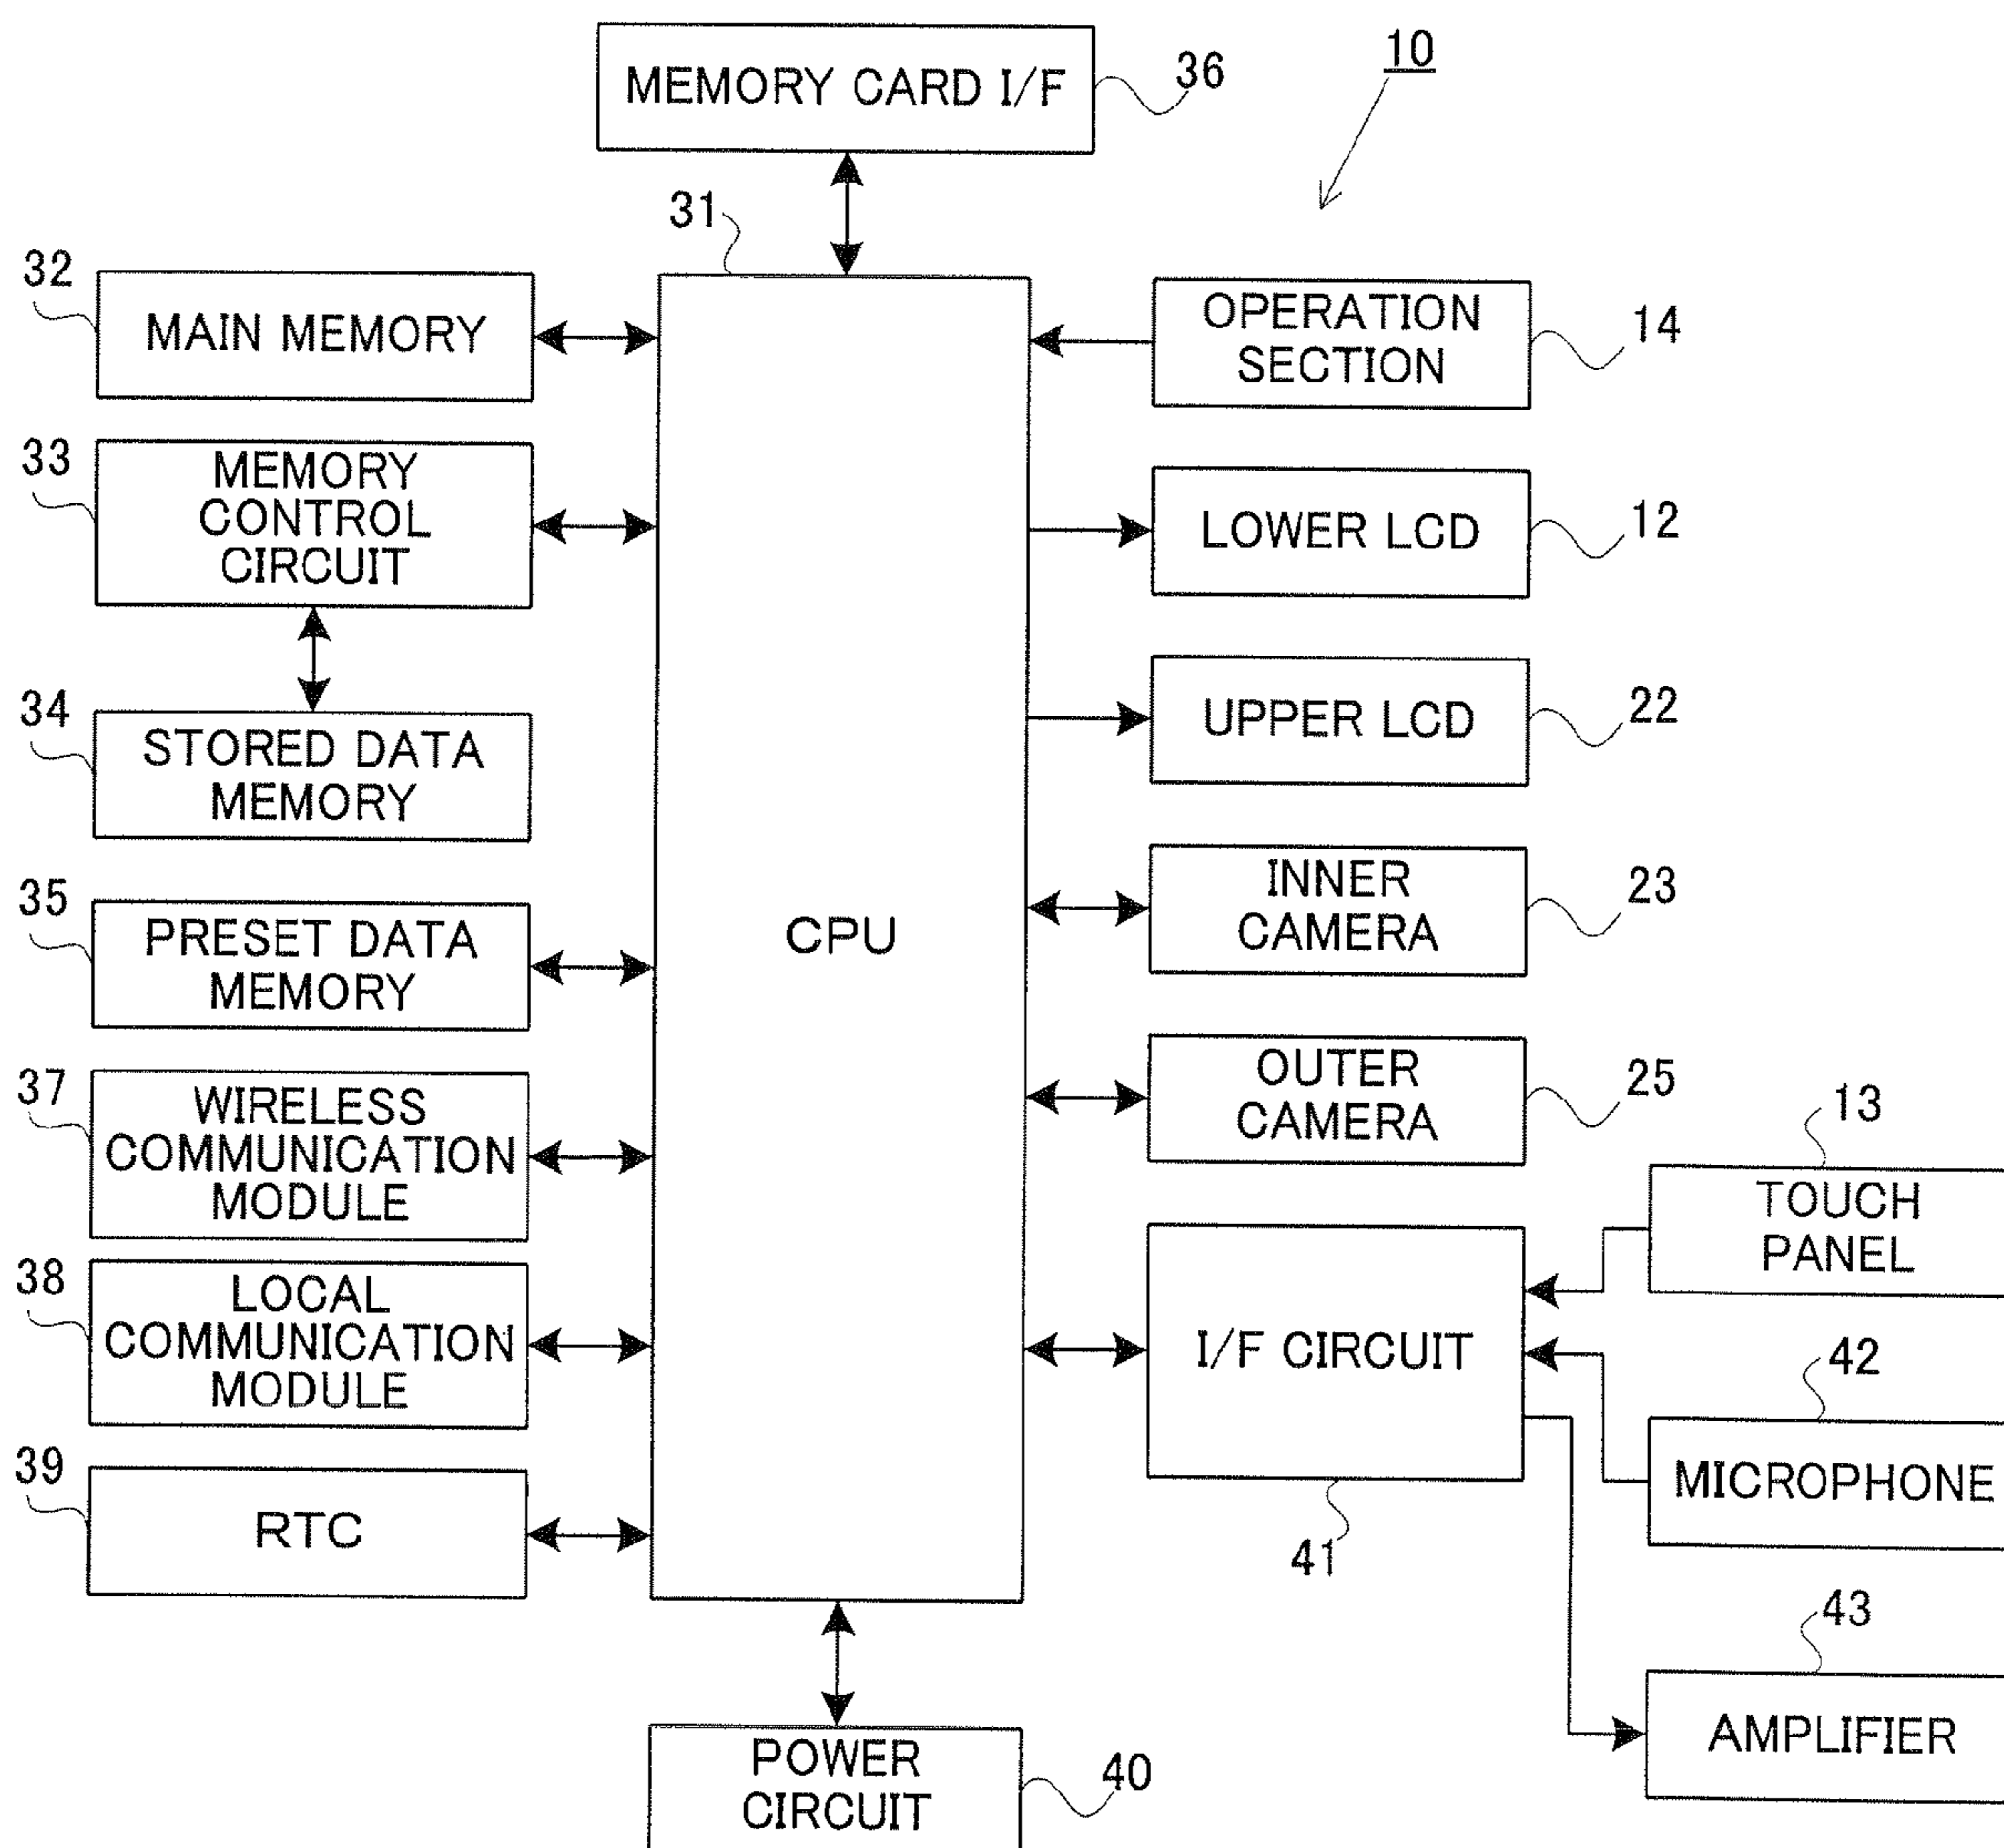 MEMORY CARD I/F
36
10
31
32
MAIN MEMORY
OPERATION
SECTION
14
33
MEMORY
CONTROL
CIRCUIT
LOWER LCD
12
34
STORED DATA
MEMORY
UPPER LCD
22
35
PRESET DATA
MEMORY
CPU
INNER
CAMERA
23
37
WIRELESS
COMMUNICATION
MODULE
OUTER
CAMERA
25
13
TOUCH
PANEL
38
LOCAL
COMMUNICATION
MODULE
I/F CIRCUIT
41
42
MICROPHONE
39
RTC
43
AMPLIFIER
POWER
CIRCUIT
40